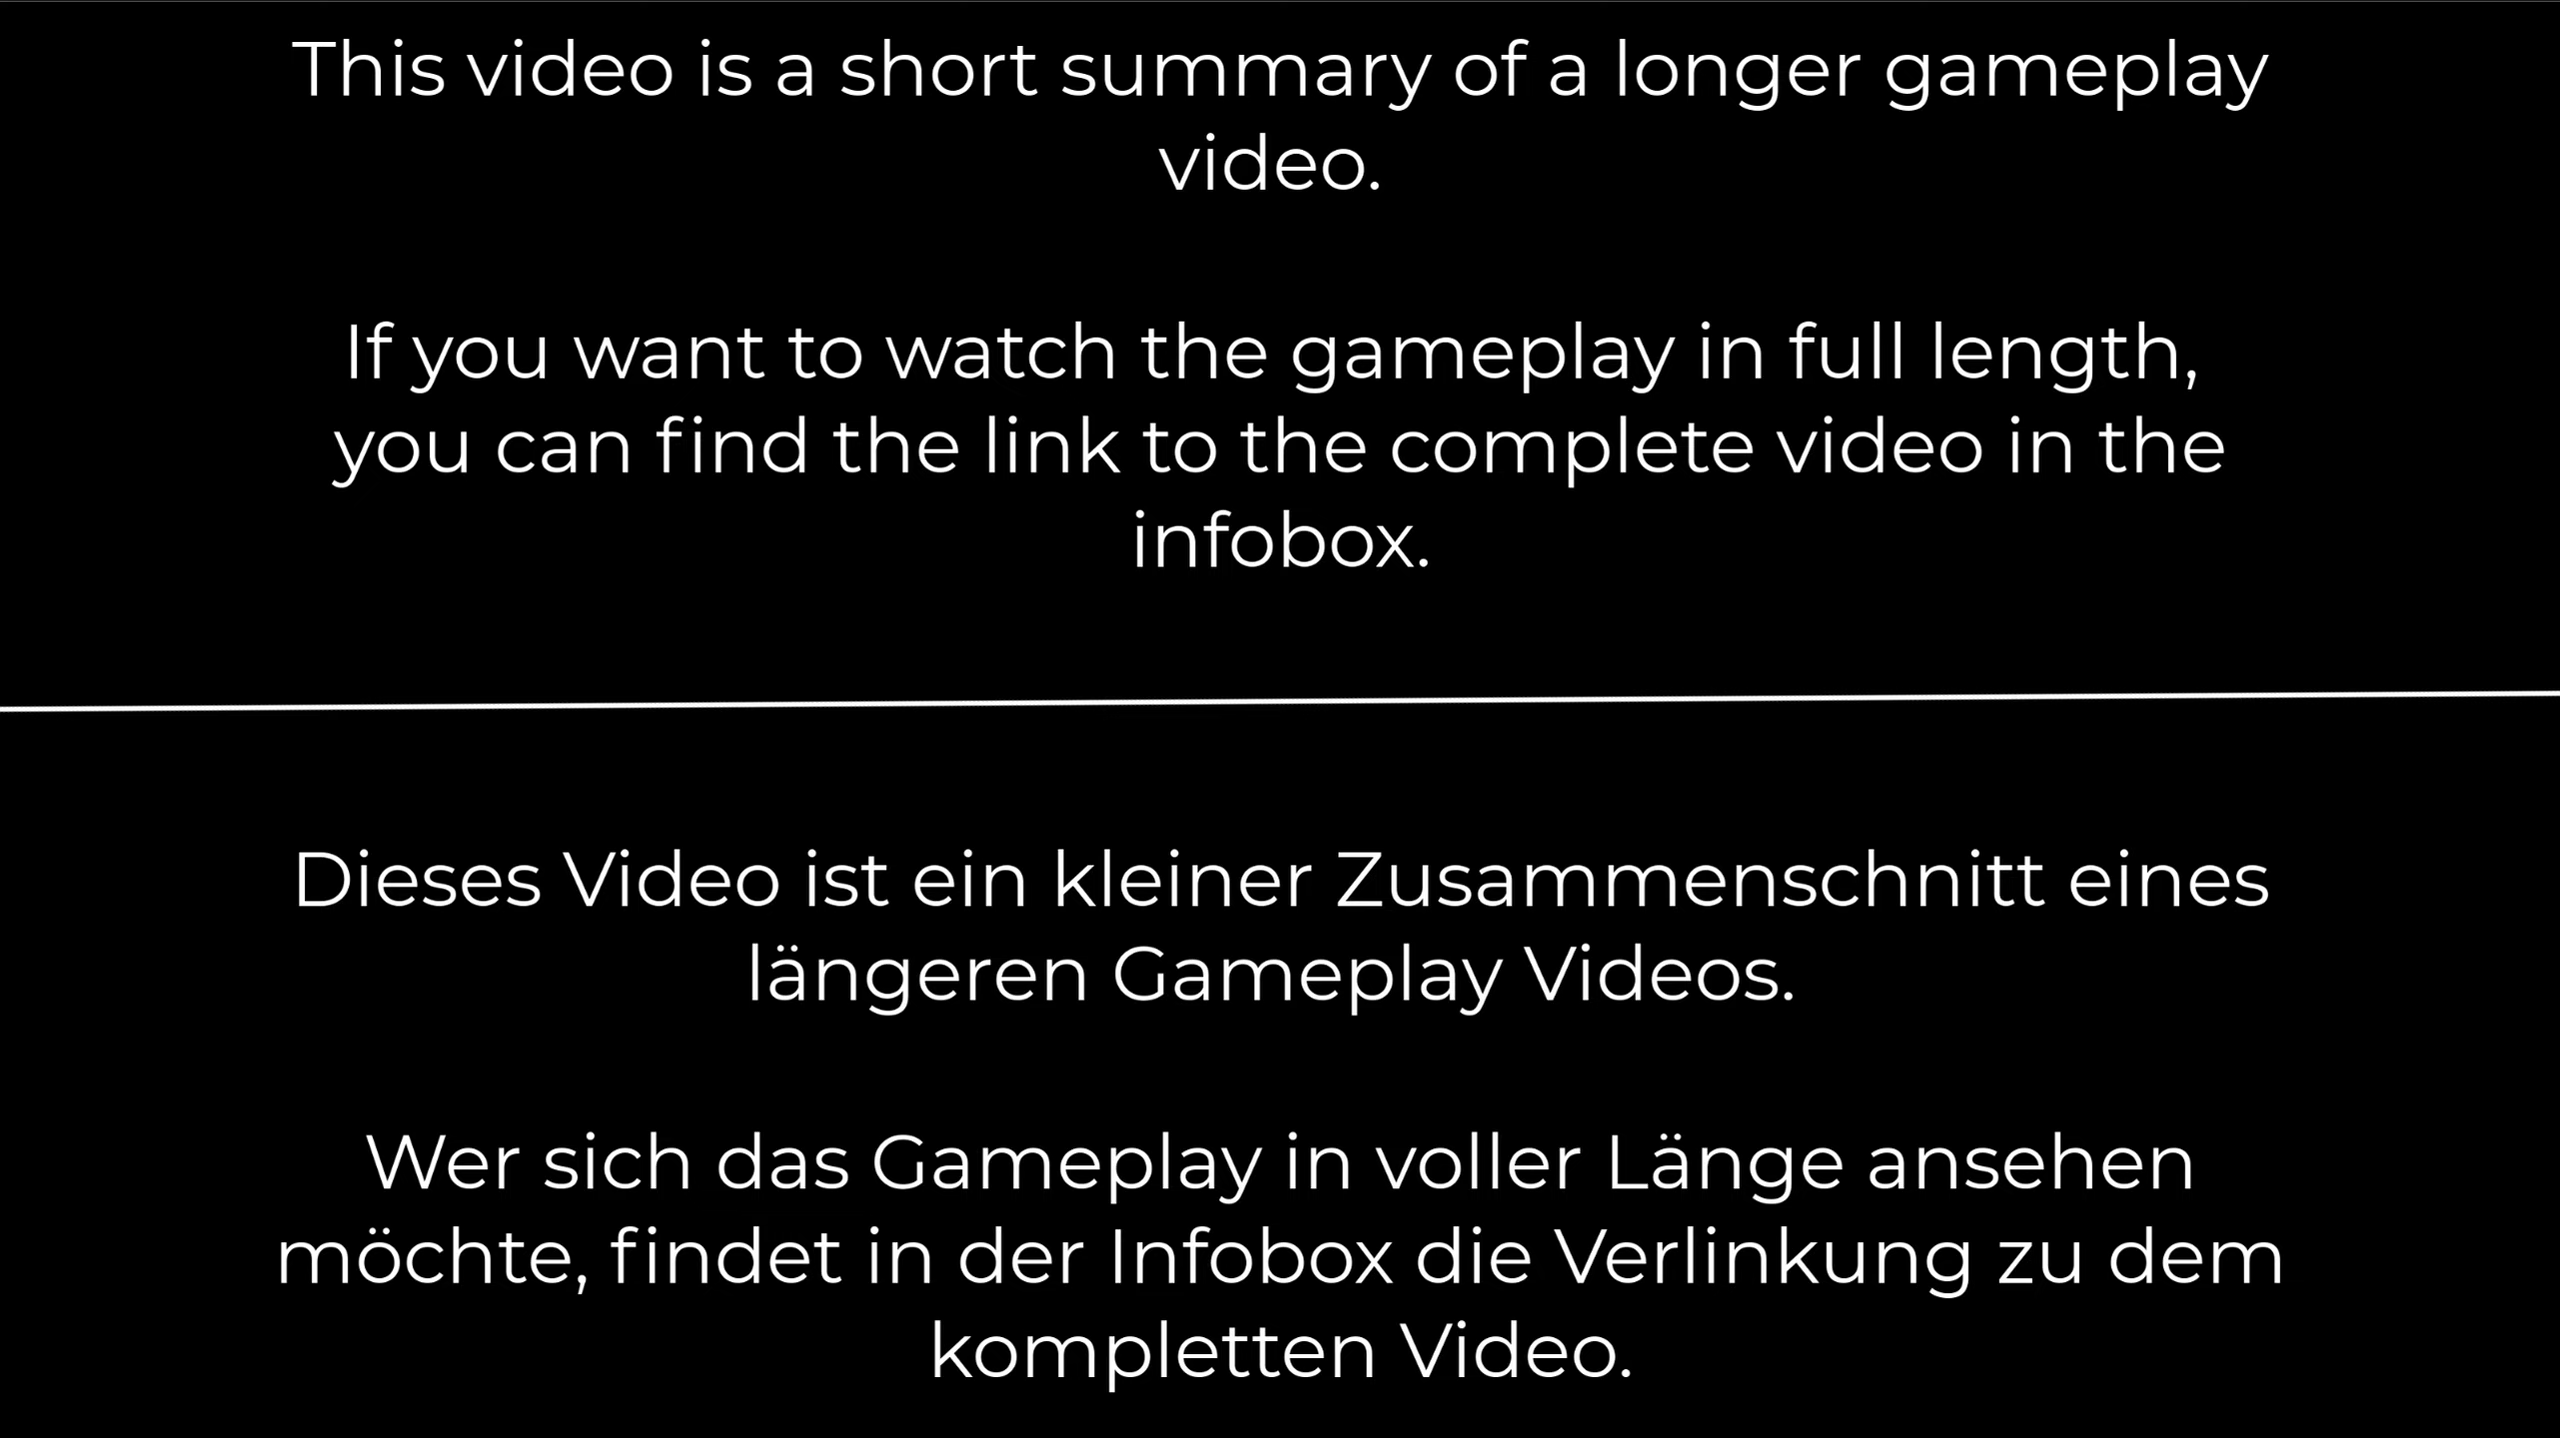 This video is a short summary of a longer gameplay
video.
If you want to watch the gameplay in full length,
you can find the link to the complete video in the
infobox.
Dieses Video ist ein kleiner Zusammenschnitt eines
längeren Gameplay Videos.
Wer sich das Gameplay in voller Länge ansehen
möchte, findet in der Infobox die Verlinkung zu dem
kompletten Video.